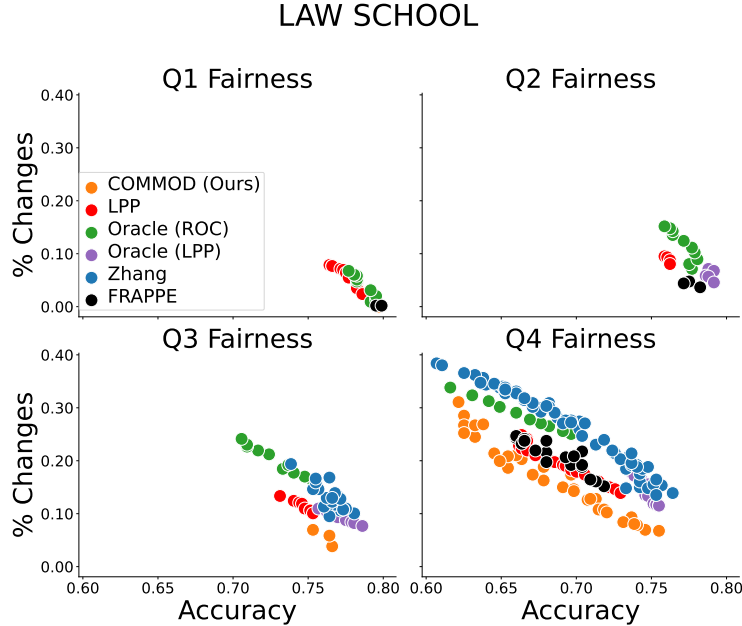 LAW SCHOOL
Q1 Fairness
Q2 Fairness
% Changes
0.40
0.30
0.20
0.10
0.00
COMMOD (Ours)
LPP
Oracle (ROC)
Oracle (LPP)
Zhang
FRAPPE
Q3 Fairness
Q4 Fairness
% Changes
0.40
0.30
0.20
0.10
0.00
0.60 0.65 0.70 0.75 0.80
0.60 0.65 0.70 0.75 0.80
Accuracy
Accuracy